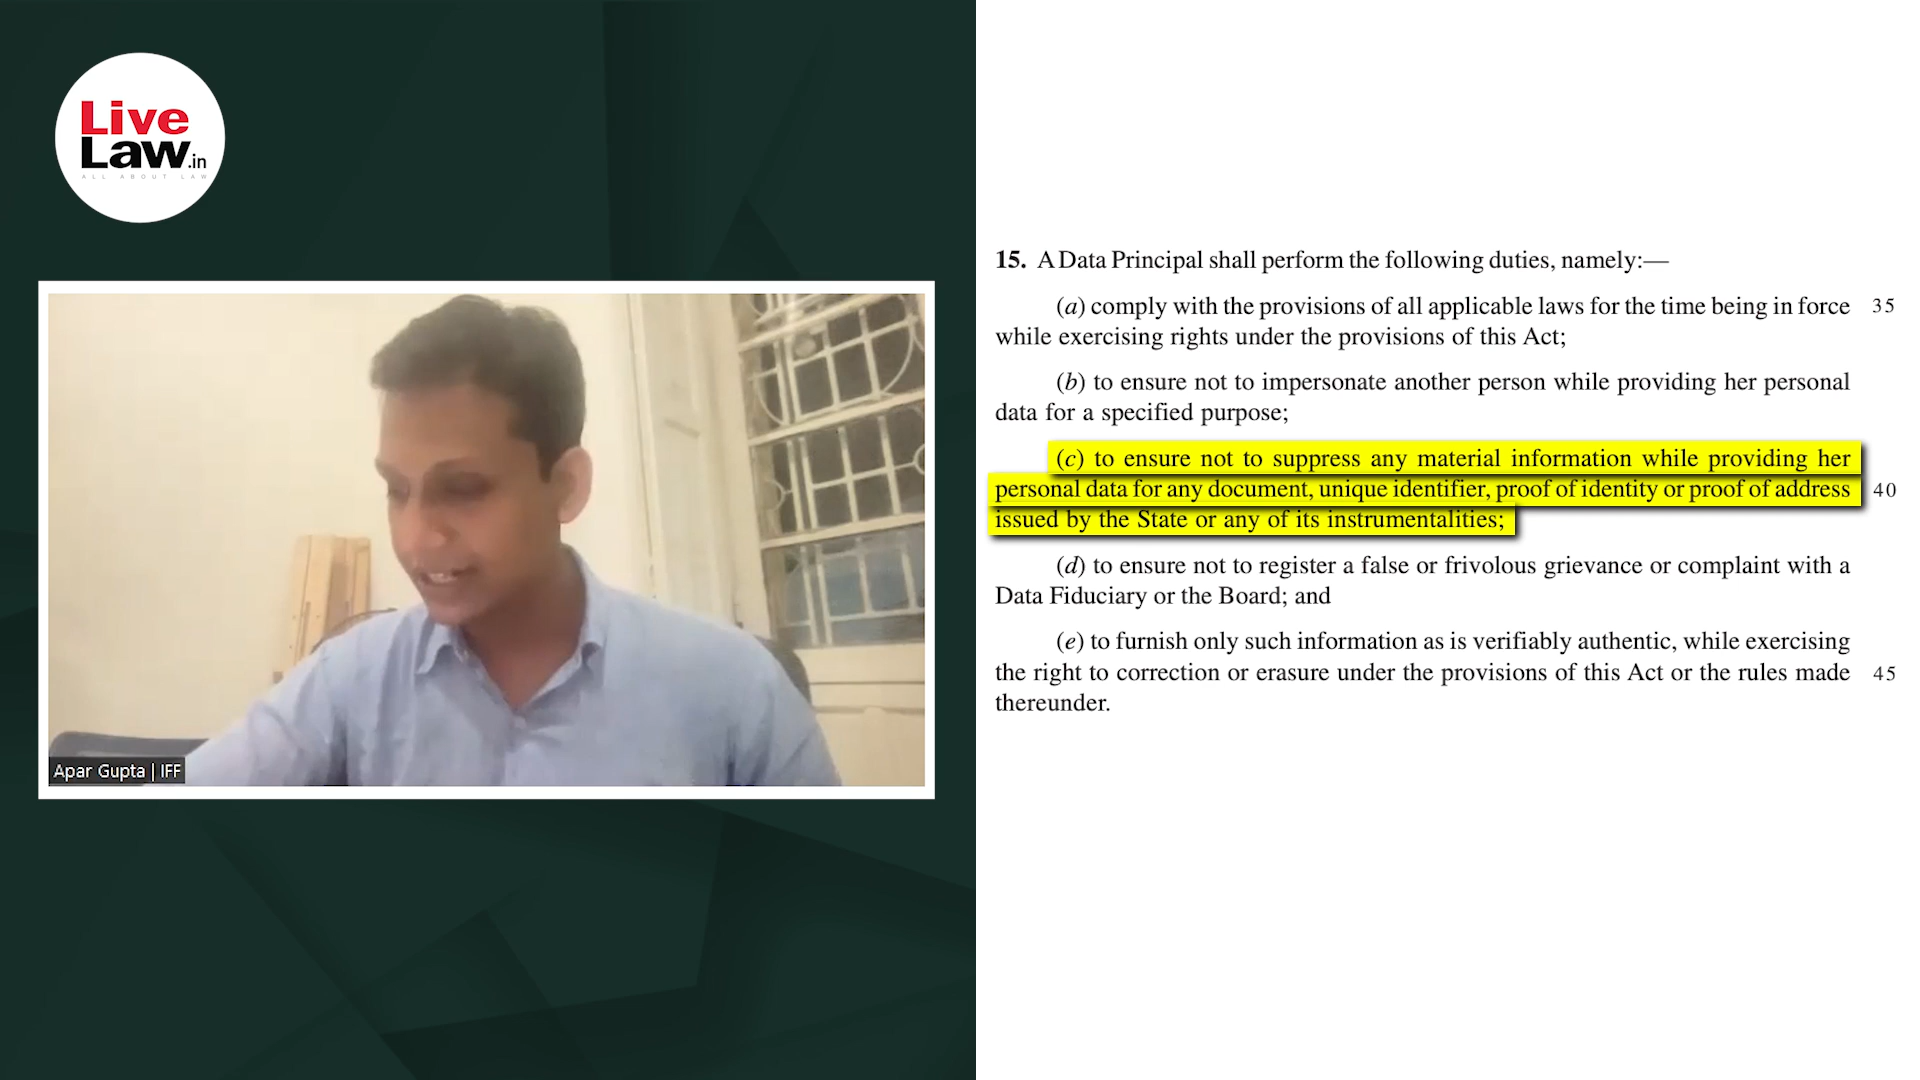 Live
Law.in
ALL ABOUT LAW
Apar Gupta | IFF
15. A Data Principal shall perform the following duties, namely:—
(a) comply with the provisions of all applicable laws for the time being in force 35
while exercising rights under the provisions of this Act;
(b) to ensure not to impersonate another person while providing her personal
data for a specified purpose;
(c) to ensure not to suppress any material information while providing her
personal data for any document, unique identifier, proof of identity or proof of address 40
issued by the State or any of its instrumentalities;
(d) to ensure not to register a false or frivolous grievance or complaint with a
Data Fiduciary or the Board; and
(e) to furnish only such information as is verifiably authentic, while exercising
the right to correction or erasure under the provisions of this Act or the rules made 45
thereunder.